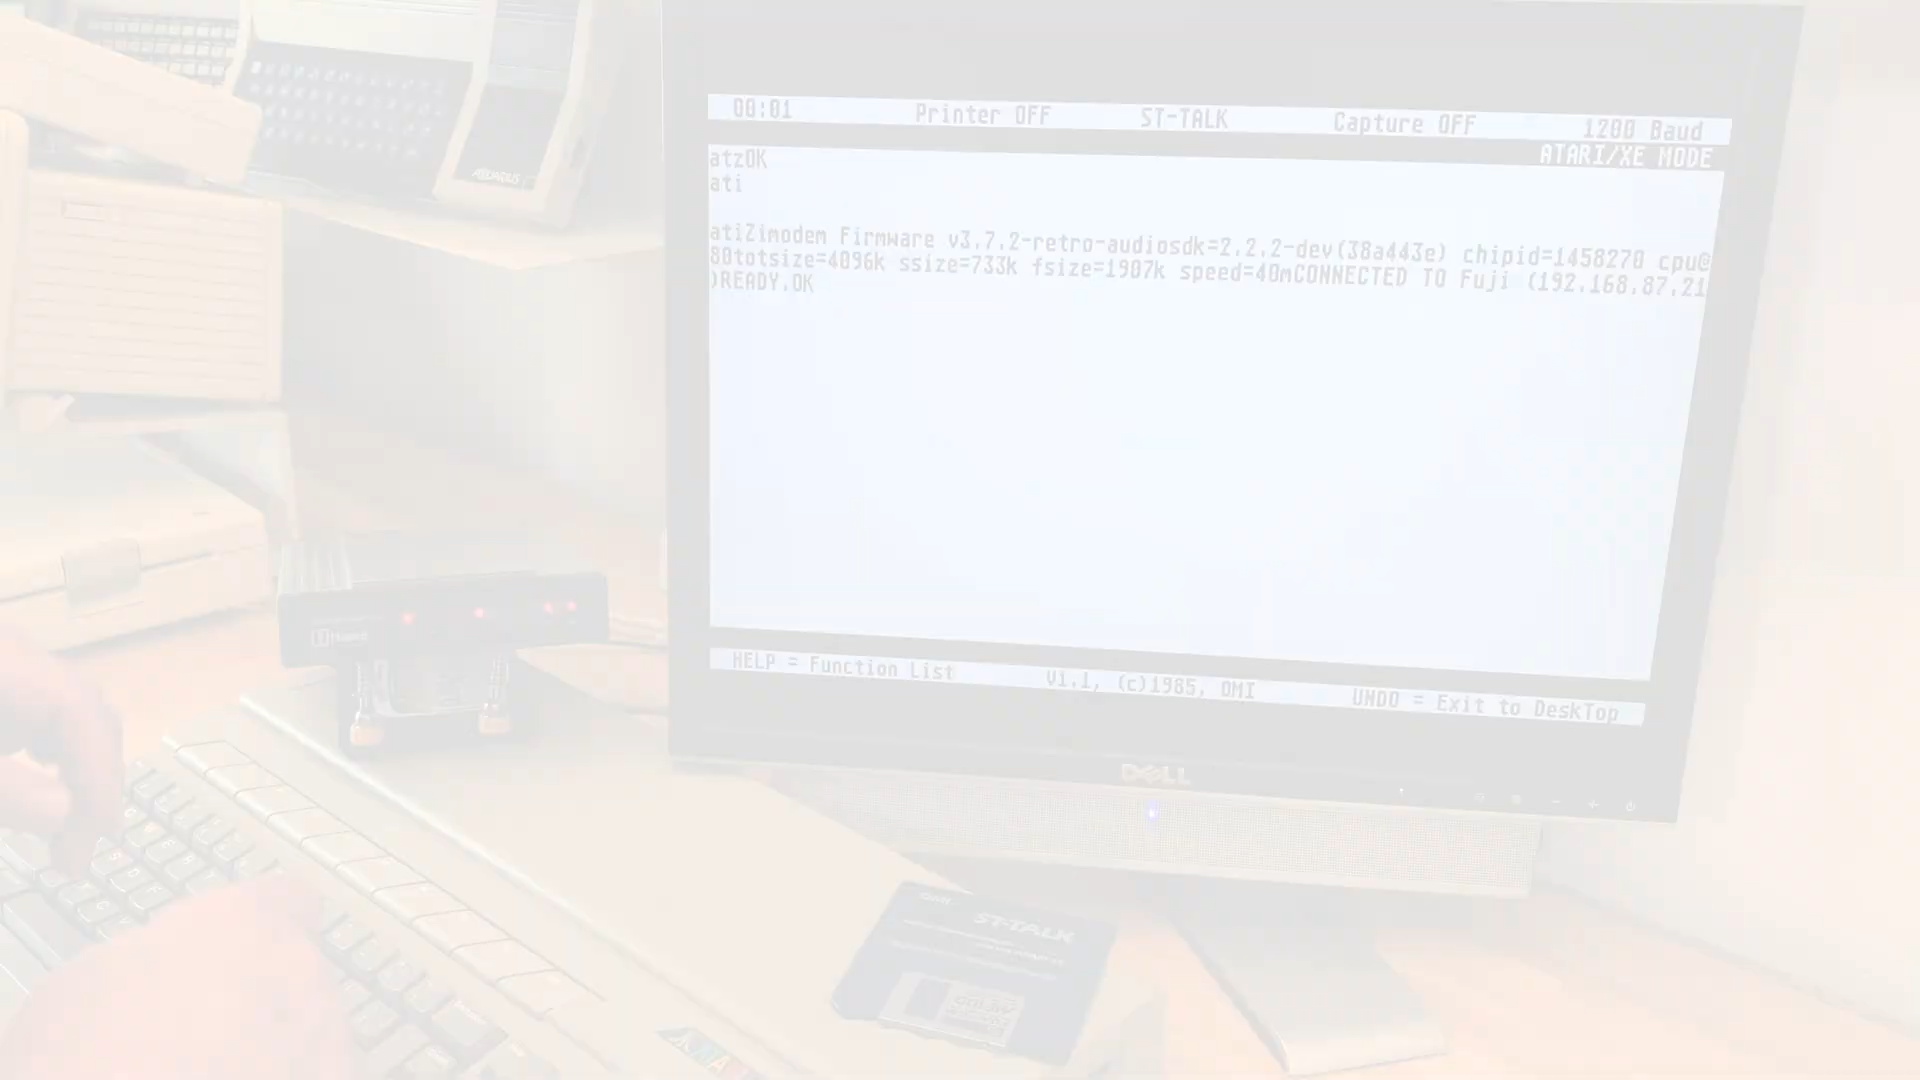 AQUARIUS
00:01 Printer OFF ST-TALK Capture OFF 1200 Baud
ATARI/XE MODE
atzOK
ati
atiZimodem Firmware v3.7.2-retro-audiosdk=2.2.2-dev(38a443e) chipid=1458270 cpu@
80totsize=4096k ssize=733k fsize=1907k speed=40mCONNECTED TO Fuji (192.168.87.21
)READY.OK
HELP = Function List V1.1, (c)1985, OMI UNDO = Exit to DeskTop
DELL
Hayes
ST-TALK